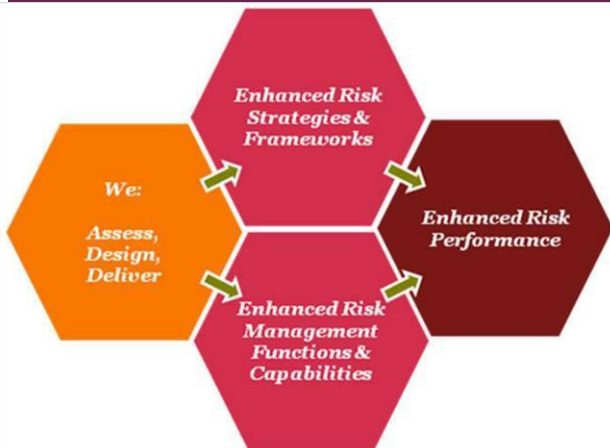 Enhanced Risk
Strategies &
Frameworks
We:
Assess,
Design,
Deliver
Enhanced Risk
Performance
Enhanced Risk
Management
Functions &
Capabilities